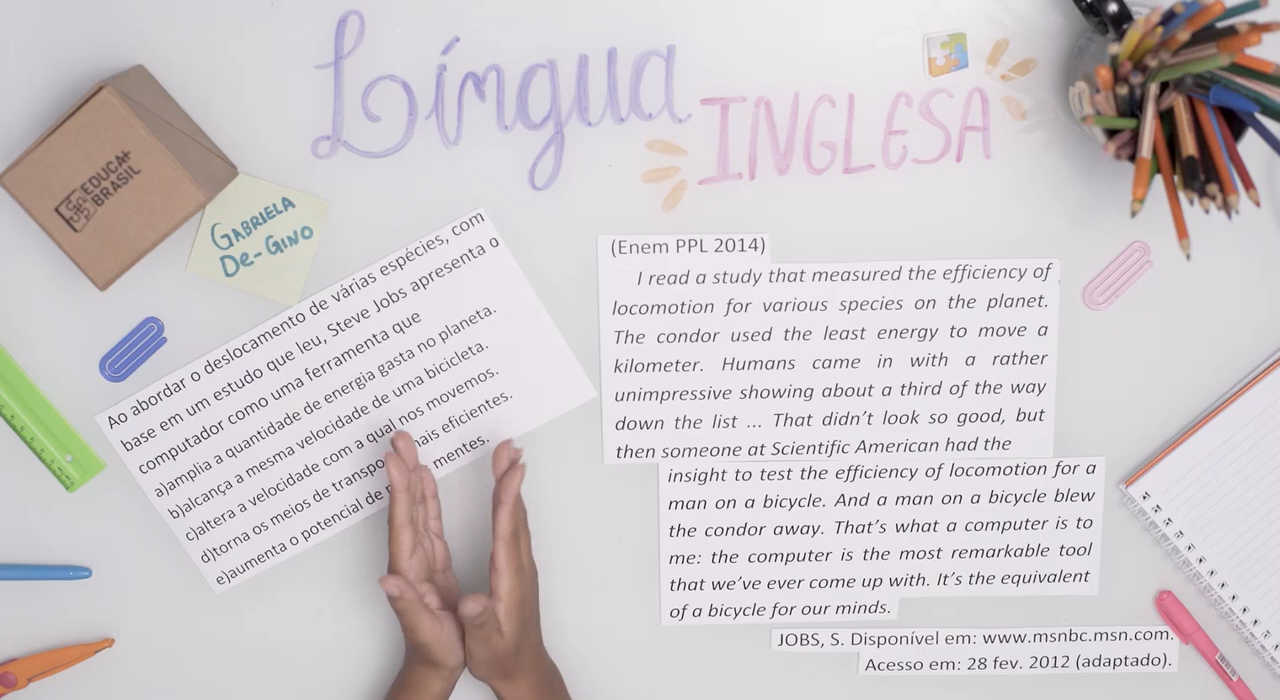 Língua
INGLESA
EDUCA+
BRASIL
GABRIELA
De-Gino
Ao abordar o deslocamento de várias espécies, com
base em um estudo que leu, Steve Jobs apresenta o
computador como uma ferramenta que
a)amplia a quantidade de energia gasta no planeta.
b)alcança a mesma velocidade de uma bicicleta.
c)altera a velocidade com a qual nos movemos.
d)torna os meios de mais eficientes.
e)aumenta o potencial de mentes.
(Enem PPL 2014)
I read a study that measured the efficiency of
locomotion for various species on the planet.
The condor used the least energy to move a
kilometer. Humans came in with a rather
unimpressive showing about a third of the way
down the list ... That didn't look so good, but
then someone at Scientific American had the
insight to test the efficiency of locomotion for a
man on a bicycle. And a man on a bicycle blew
the condor away. That's what a computer is to
me: the computer is the most remarkable tool
that we've ever come up with. It's the equivalent
of a bicycle for our minds.
JOBS, S. Disponível em: www.msnbc.msn.com.
Acesso em: 28 fev. 2012 (adaptado).